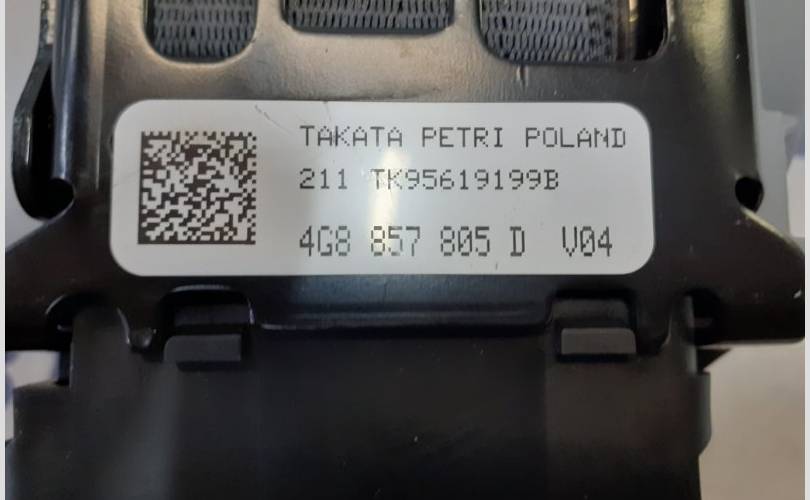 TAKATA PETRI POLAND
211 TK95619199B
4G8 857 805 D V04